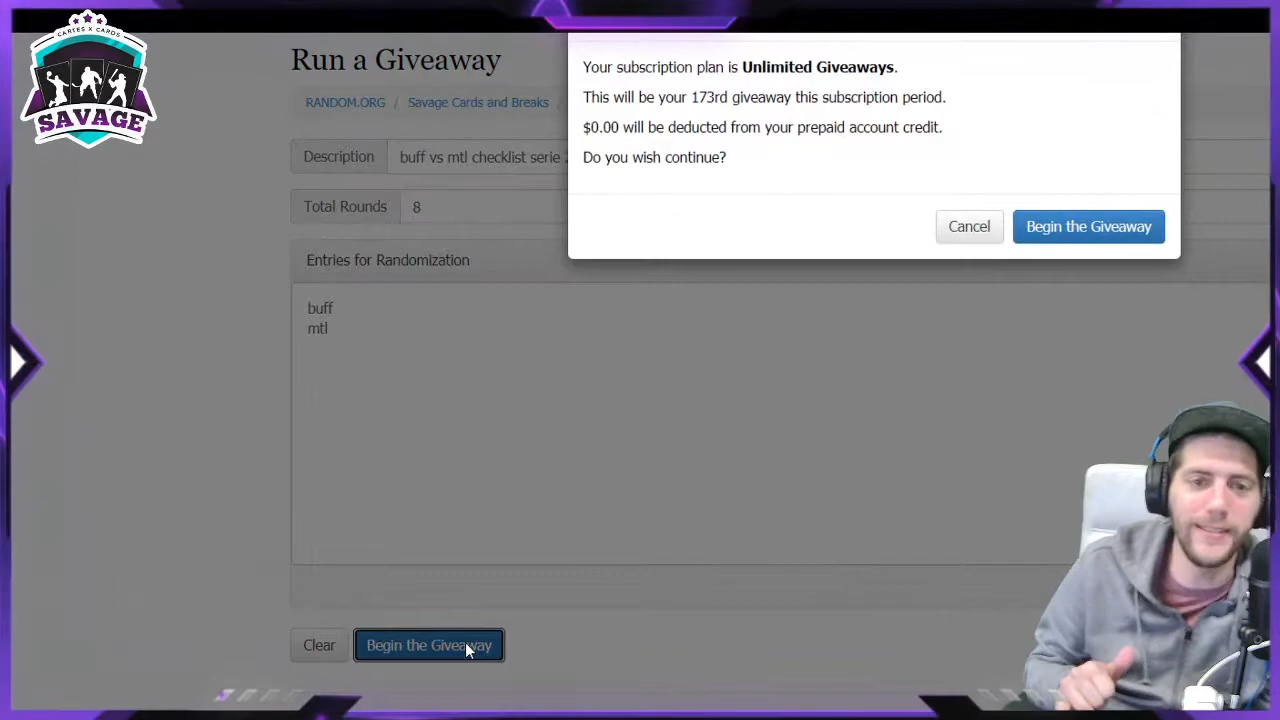 CARTES X CARDS
SAVAGE
Run a Giveaway
RANDOM.ORG / Savage Cards and Breaks /
Description buff vs mtl checklist serie
Total Rounds 8
Entries for Randomization
buff
mtl
Clear Begin the Giveaway
Your subscription plan is Unlimited Giveaways.
This will be your 173rd giveaway this subscription period.
$0.00 will be deducted from your prepaid account credit.
Do you wish continue?
Cancel Begin the Giveaway